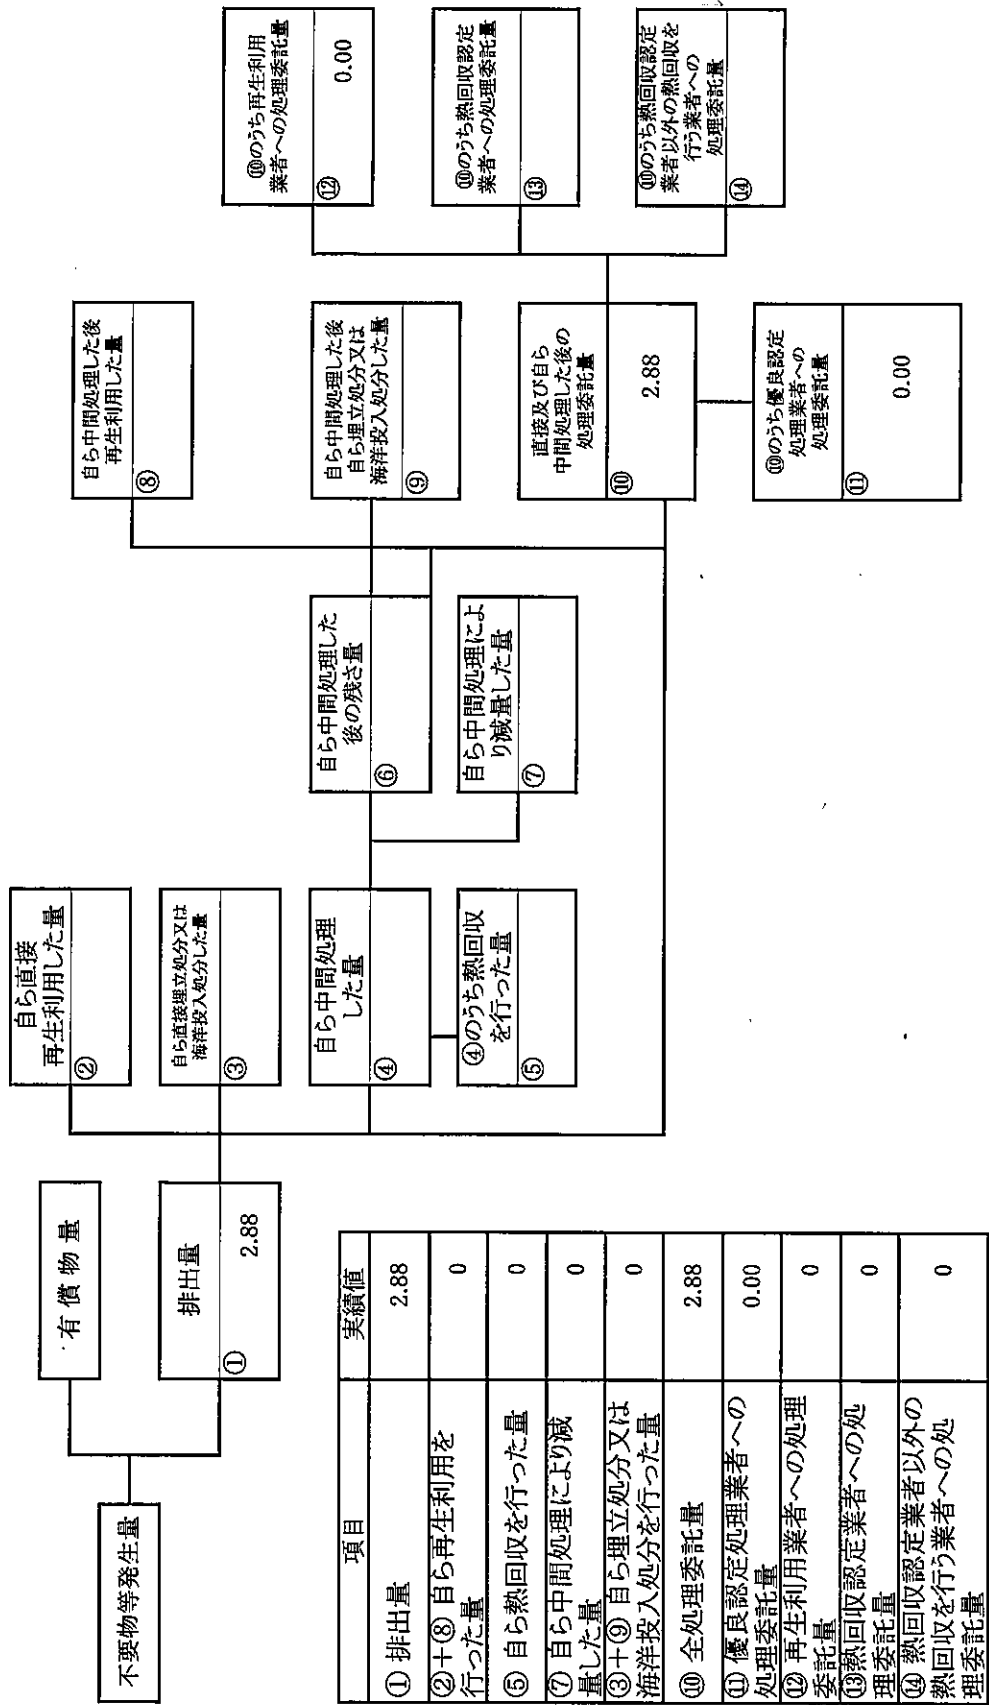 不要物等発生量
有償物量
排出量
①
2.88
自ら直接
再生利用した量
②
自ら直接埋立処分又は
海洋投入処分した量
③
自ら中間処理
した量
④
④のうち熱回収
を行った量
⑤
自ら中間処理した
後の残さ量
⑥
自ら中間処理によ
り減量した量
⑦
自ら中間処理した後
再生利用した量
⑧
自ら中間処理した後
自ら埋立処分又は
海洋投入処分した量
⑨
直接及び自ら
中間処理した後の
処理委託量
⑩
2.88
⑩のうち優良認定
処理業者への
処理委託量
⑪
0.00
⑩のうち再生利用
業者への処理委託量
⑫
0.00
⑩のうち熱回収認定
業者への処理委託量
⑬
⑩のうち熱回収認定
業者以外の熱回収を
行う業者への
処理委託量
⑭
項目 実績値
① 排出量 2.88
②+⑧ 自ら再生利用を
行った量 0
⑤ 自ら熱回収を行った量 0
⑦ 自ら中間処理により減
量した量 0
③+⑨ 自ら埋立処分又は
海洋投入処分を行った量 0
⑩ 全処理委託量 2.88
⑪ 優良認定処理業者への
処理委託量 0.00
⑫ 再生利用業者への処理
委託量 0
⑬熱回収認定業者への処
理委託量 0
⑭ 熱回収認定業者以外の
熱回収を行う業者への処
理委託量 0